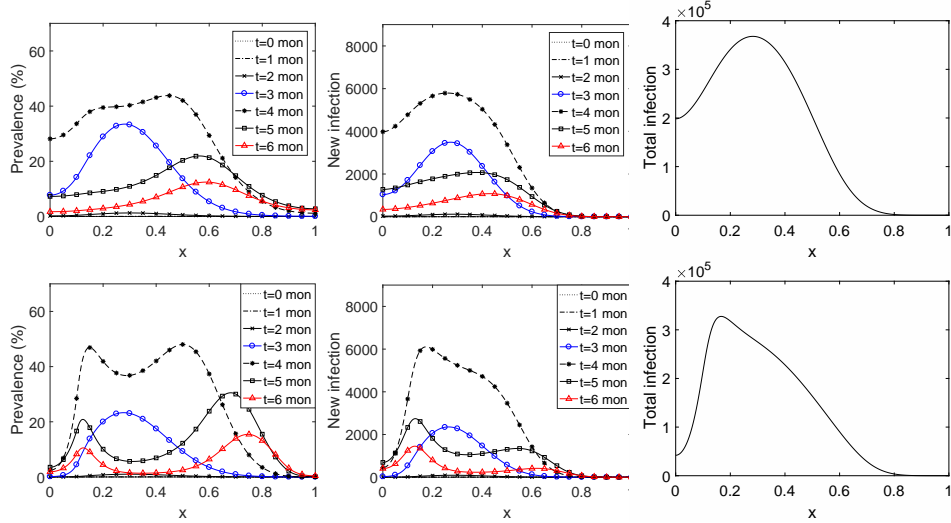 ×10⁵
60
40
20
0
Prevalence (%)
0
0.2
0.4
0.6
0.8
1
x
t=0 mon
t=1 mon
t=2 mon
t=3 mon
t=4 mon
t=5 mon
t=6 mon
8000
6000
4000
2000
0
New infection
0
0.2
0.4
0.6
0.8
1
x
t=0 mon
t=1 mon
t=2 mon
t=3 mon
t=4 mon
t=5 mon
t=6 mon
4
3
2
1
0
Total infection
0
0.2
0.4
0.6
0.8
1
x
60
40
20
0
Prevalence (%)
0
0.2
0.4
0.6
0.8
1
x
t=0 mon
t=1 mon
t=2 mon
t=3 mon
t=4 mon
t=5 mon
t=6 mon
8000
6000
4000
2000
0
New infection
0
0.2
0.4
0.6
0.8
1
x
t=0 mon
t=1 mon
t=2 mon
t=3 mon
t=4 mon
t=5 mon
t=6 mon
×10⁵
4
3
2
1
0
Total infection
0
0.2
0.4
0.6
0.8
1
x